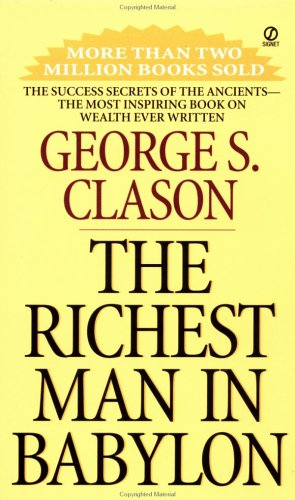 SIGNET
MORE THAN TWO
MILLION BOOKS SOLD
THE SUCCESS SECRETS OF THE ANCIENTS—
THE MOST INSPIRING BOOK ON
WEALTH EVER WRITTEN
GEORGE S.
CLASON
THE
RICHEST
MAN IN
BABYLON